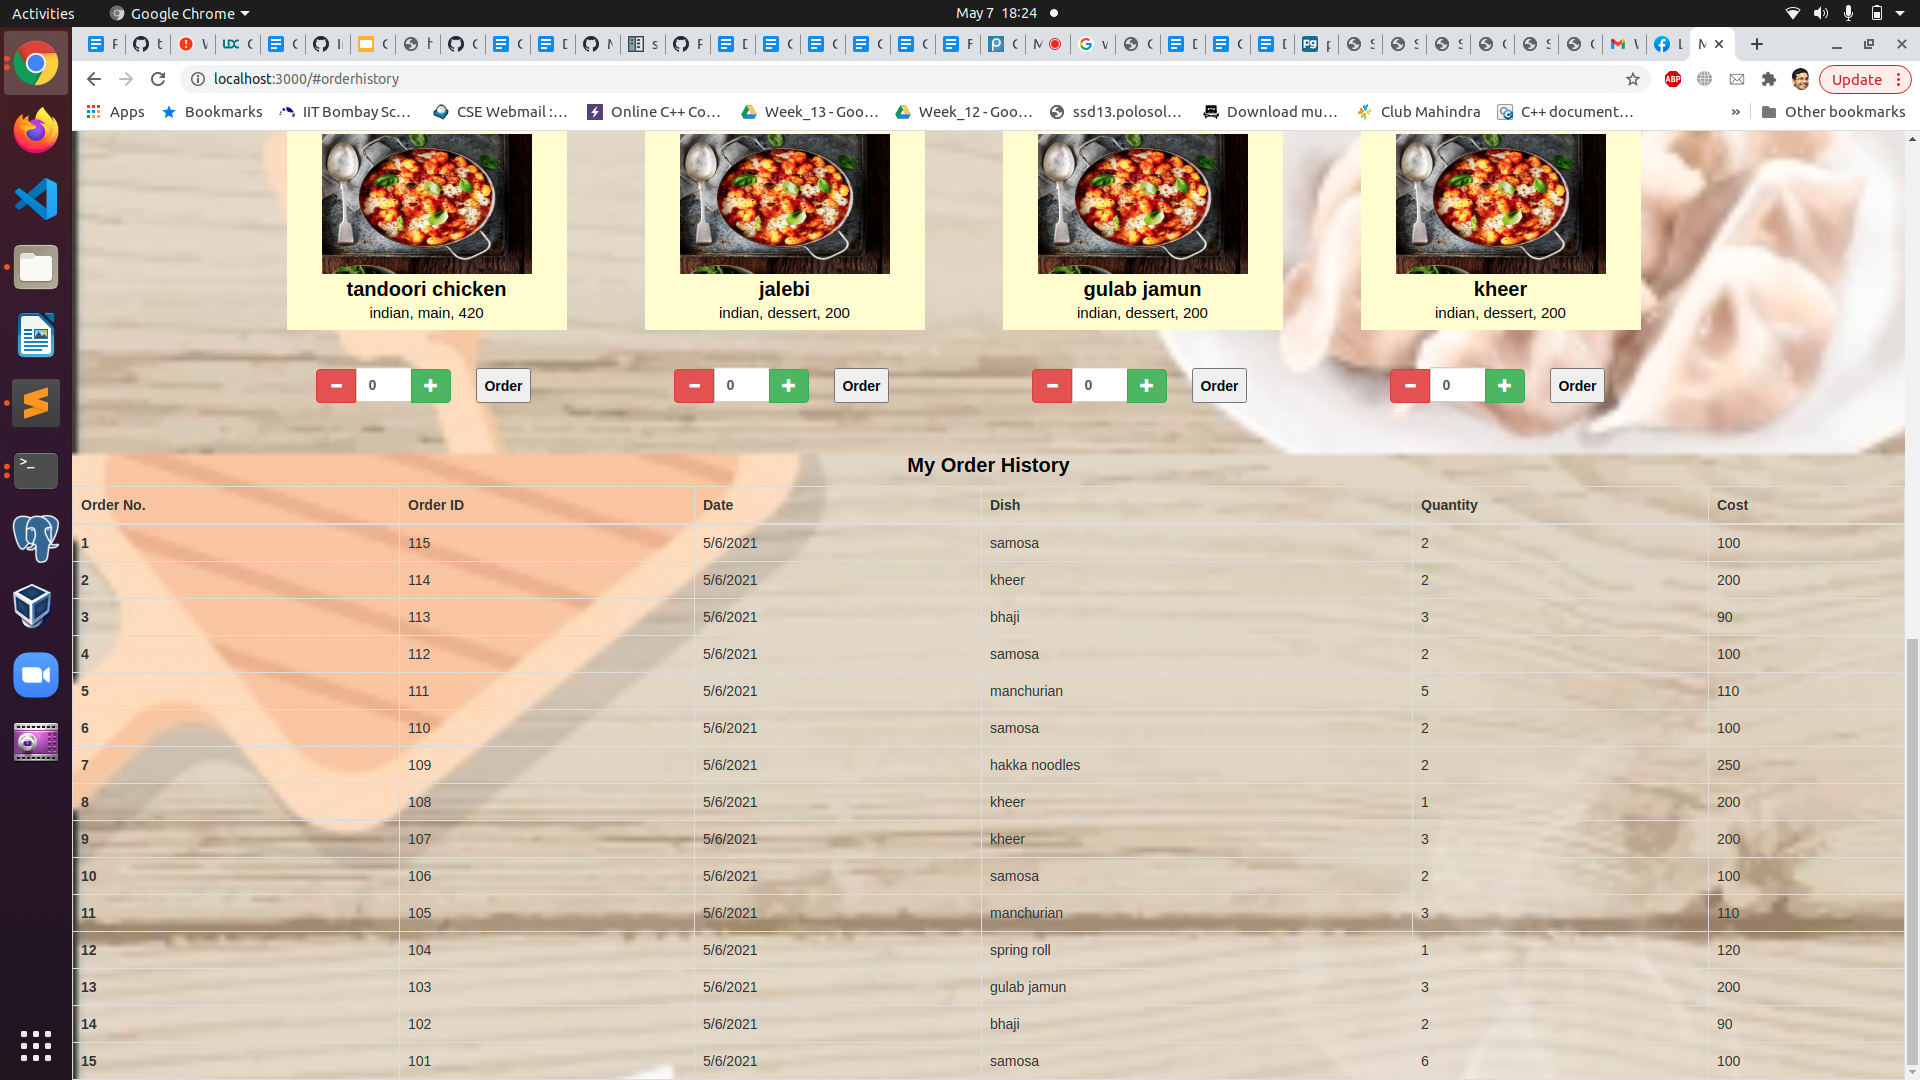 Activities Google Chrome May 7 18:24
localhost:3000/#orderhistory Update
Apps Bookmarks IIT Bombay Sc… CSE Webmail :… Online C++ Co… Week_13 - Goo… Week_12 - Goo… ssd13.polosol… Download mu… Club Mahindra C++ document… » Other bookmarks
tandoori chicken jalebi gulab jamun kheer
indian, main, 420 indian, dessert, 200 indian, dessert, 200 indian, dessert, 200
0 Order 0 Order 0 Order 0 Order
My Order History
Order No. Order ID Date Dish Quantity Cost
1 115 5/6/2021 samosa 2 100
2 114 5/6/2021 kheer 2 200
3 113 5/6/2021 bhaji 3 90
4 112 5/6/2021 samosa 2 100
5 111 5/6/2021 manchurian 5 110
6 110 5/6/2021 samosa 2 100
7 109 5/6/2021 hakka noodles 2 250
8 108 5/6/2021 kheer 1 200
9 107 5/6/2021 kheer 3 200
10 106 5/6/2021 samosa 2 100
11 105 5/6/2021 manchurian 3 110
12 104 5/6/2021 spring roll 1 120
13 103 5/6/2021 gulab jamun 3 200
14 102 5/6/2021 bhaji 2 90
15 101 5/6/2021 samosa 6 100